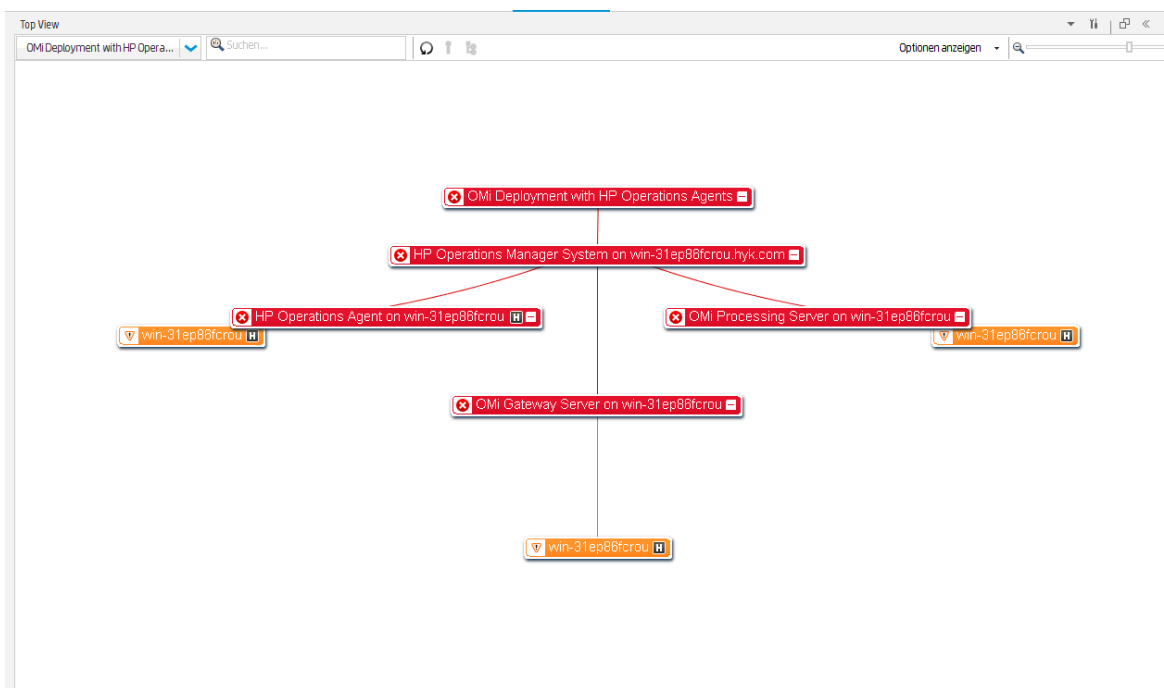 Top View
OMi Deployment with HP Opera...
Suchen...
Optionen anzeigen
OMi Deployment with HP Operations Agents
HP Operations Manager System on win-31ep86fcrou.hyk.com
HP Operations Agent on win-31ep86fcrou H
OMi Processing Server on win-31ep86fcrou
win-31ep86fcrou H
win-31ep86fcrou H
OMi Gateway Server on win-31ep86fcrou
win-31ep86fcrou H